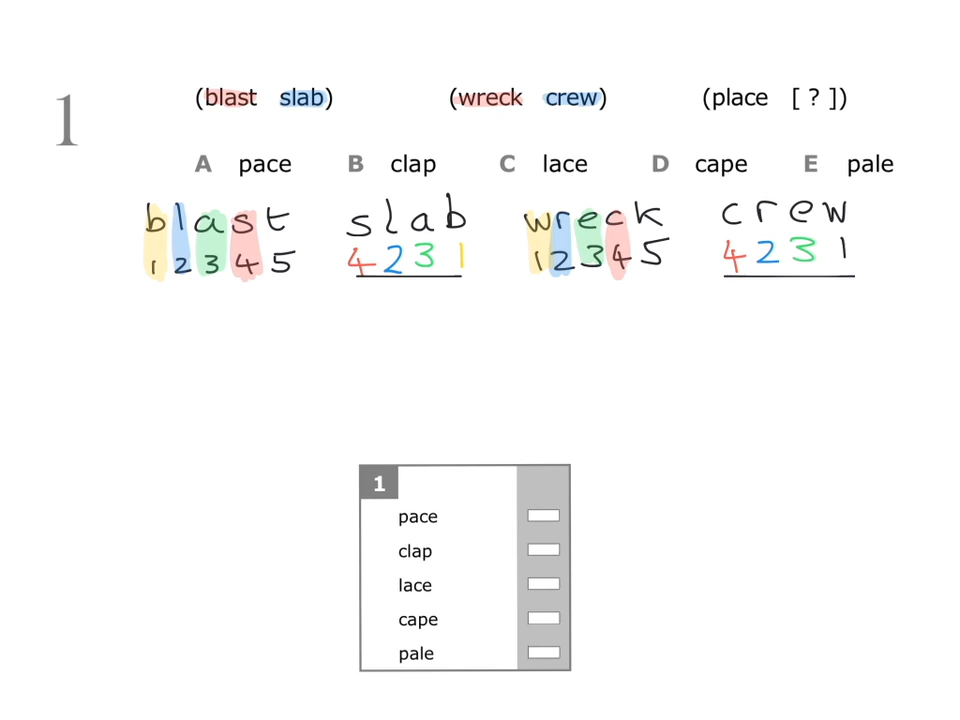 1 (blast slab) (wreck crew) (place [ ? ])
A pace B clap C lace D cape E pale
blast slab wreck crew
12345 4231 12345 4231
1
pace
clap
lace
cape
pale